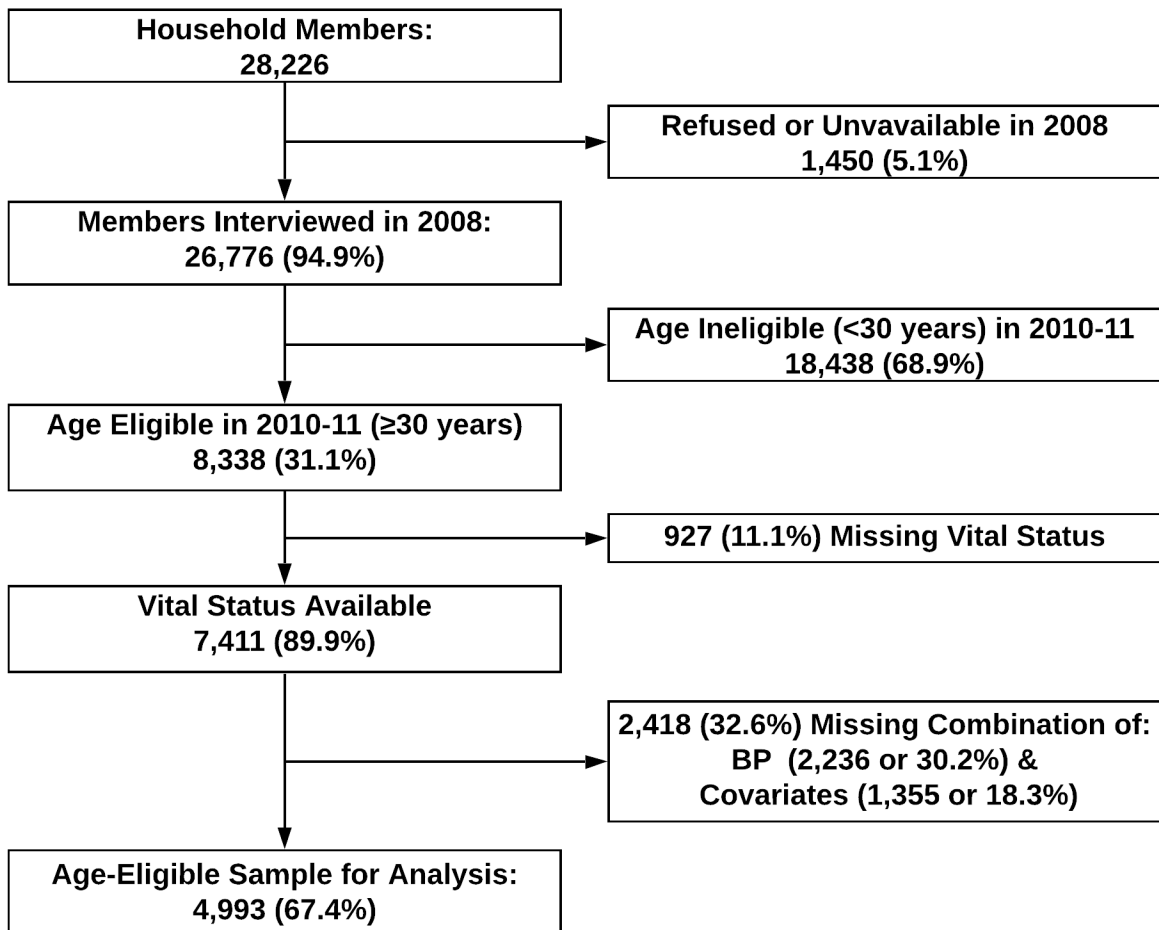 Household Members:
28,226
Refused or Unvavailable in 2008
1,450 (5.1%)
Members Interviewed in 2008:
26,776 (94.9%)
Age Ineligible (<30 years) in 2010-11
18,438 (68.9%)
Age Eligible in 2010-11 (≥30 years)
8,338 (31.1%)
927 (11.1%) Missing Vital Status
Vital Status Available
7,411 (89.9%)
2,418 (32.6%) Missing Combination of:
BP (2,236 or 30.2%) &
Covariates (1,355 or 18.3%)
Age-Eligible Sample for Analysis:
4,993 (67.4%)